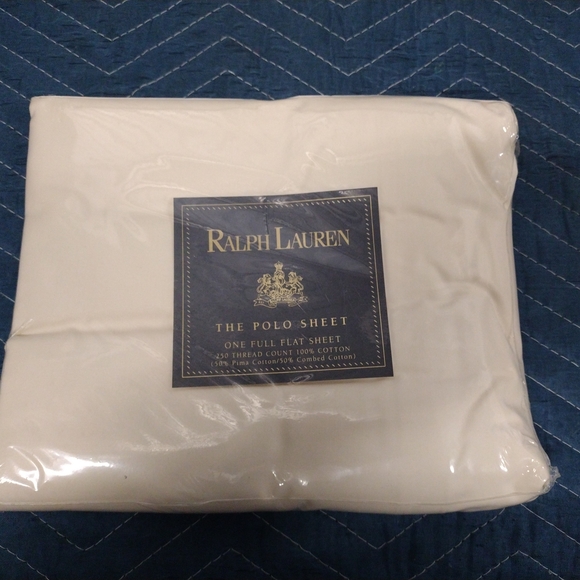 RALPH LAUREN
THE POLO SHEET
ONE FULL FLAT SHEET
250 THREAD COUNT 100% COTTON
(50% Pima Cotton/50% Combed Cotton)